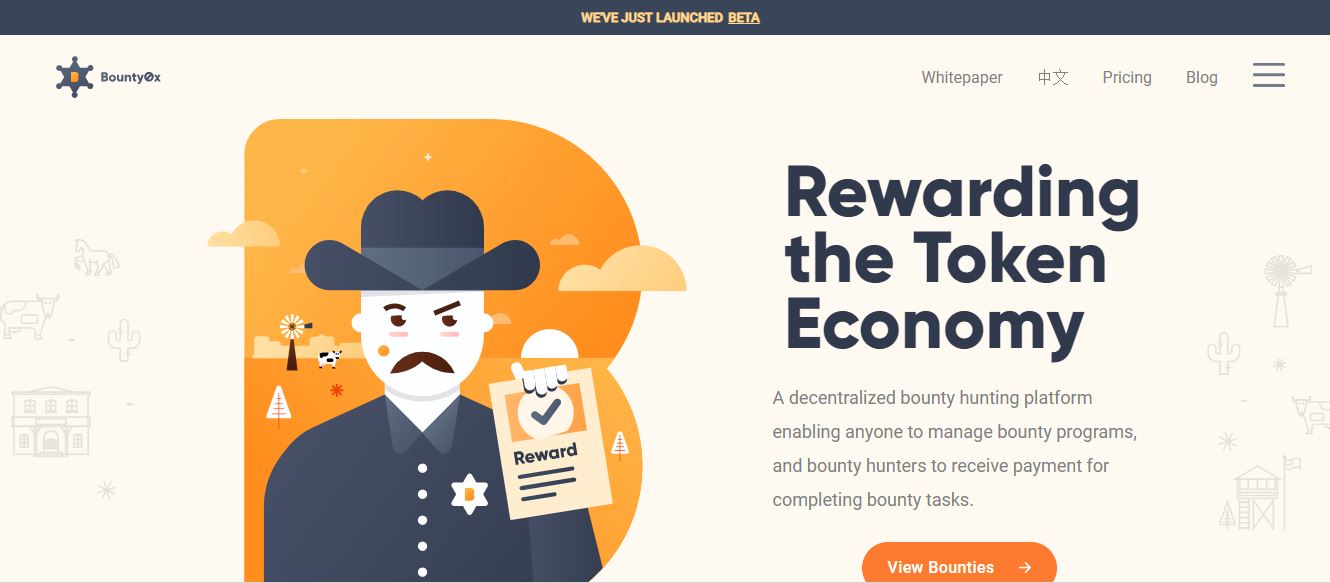 WE'VE JUST LAUNCHED BETA
B
Bounty0x
Whitepaper
中文
Pricing
Blog
Rewarding
the Token
Economy
Reward
B
A decentralized bounty hunting platform
enabling anyone to manage bounty programs,
and bounty hunters to receive payment for
completing bounty tasks.
View Bounties →